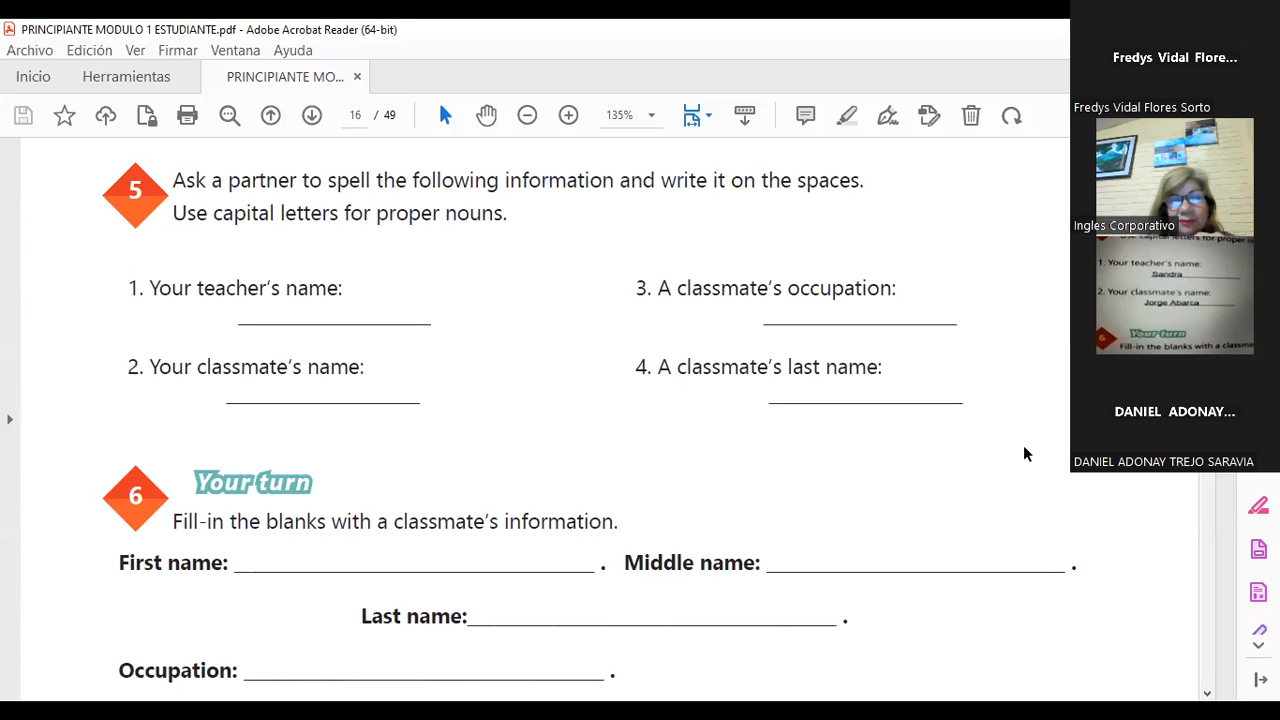 PRINCIPIANTE MODULO 1 ESTUDIANTE.pdf - Adobe Acrobat Reader (64-bit)
Archivo Edición Ver Firmar Ventana Ayuda
Inicio Herramientas PRINCIPIANTE MO... ×
16 / 49 135%
5 Ask a partner to spell the following information and write it on the spaces.
Use capital letters for proper nouns.
1. Your teacher's name: 3. A classmate's occupation:
2. Your classmate's name: 4. A classmate's last name:
6 Your turn
Fill-in the blanks with a classmate's information.
First name: . Middle name: .
Last name: .
Occupation: .
Fredys Vidal Flore...
Fredys Vidal Flores Sorto
Ingles Corporativo
1. Your teacher's name:
Sandra
2. Your classmate's name:
Jorge Abarca
6 Your turn
Fill-in the blanks with a
DANIEL ADONAY...
DANIEL ADONAY TREJO SARAVIA